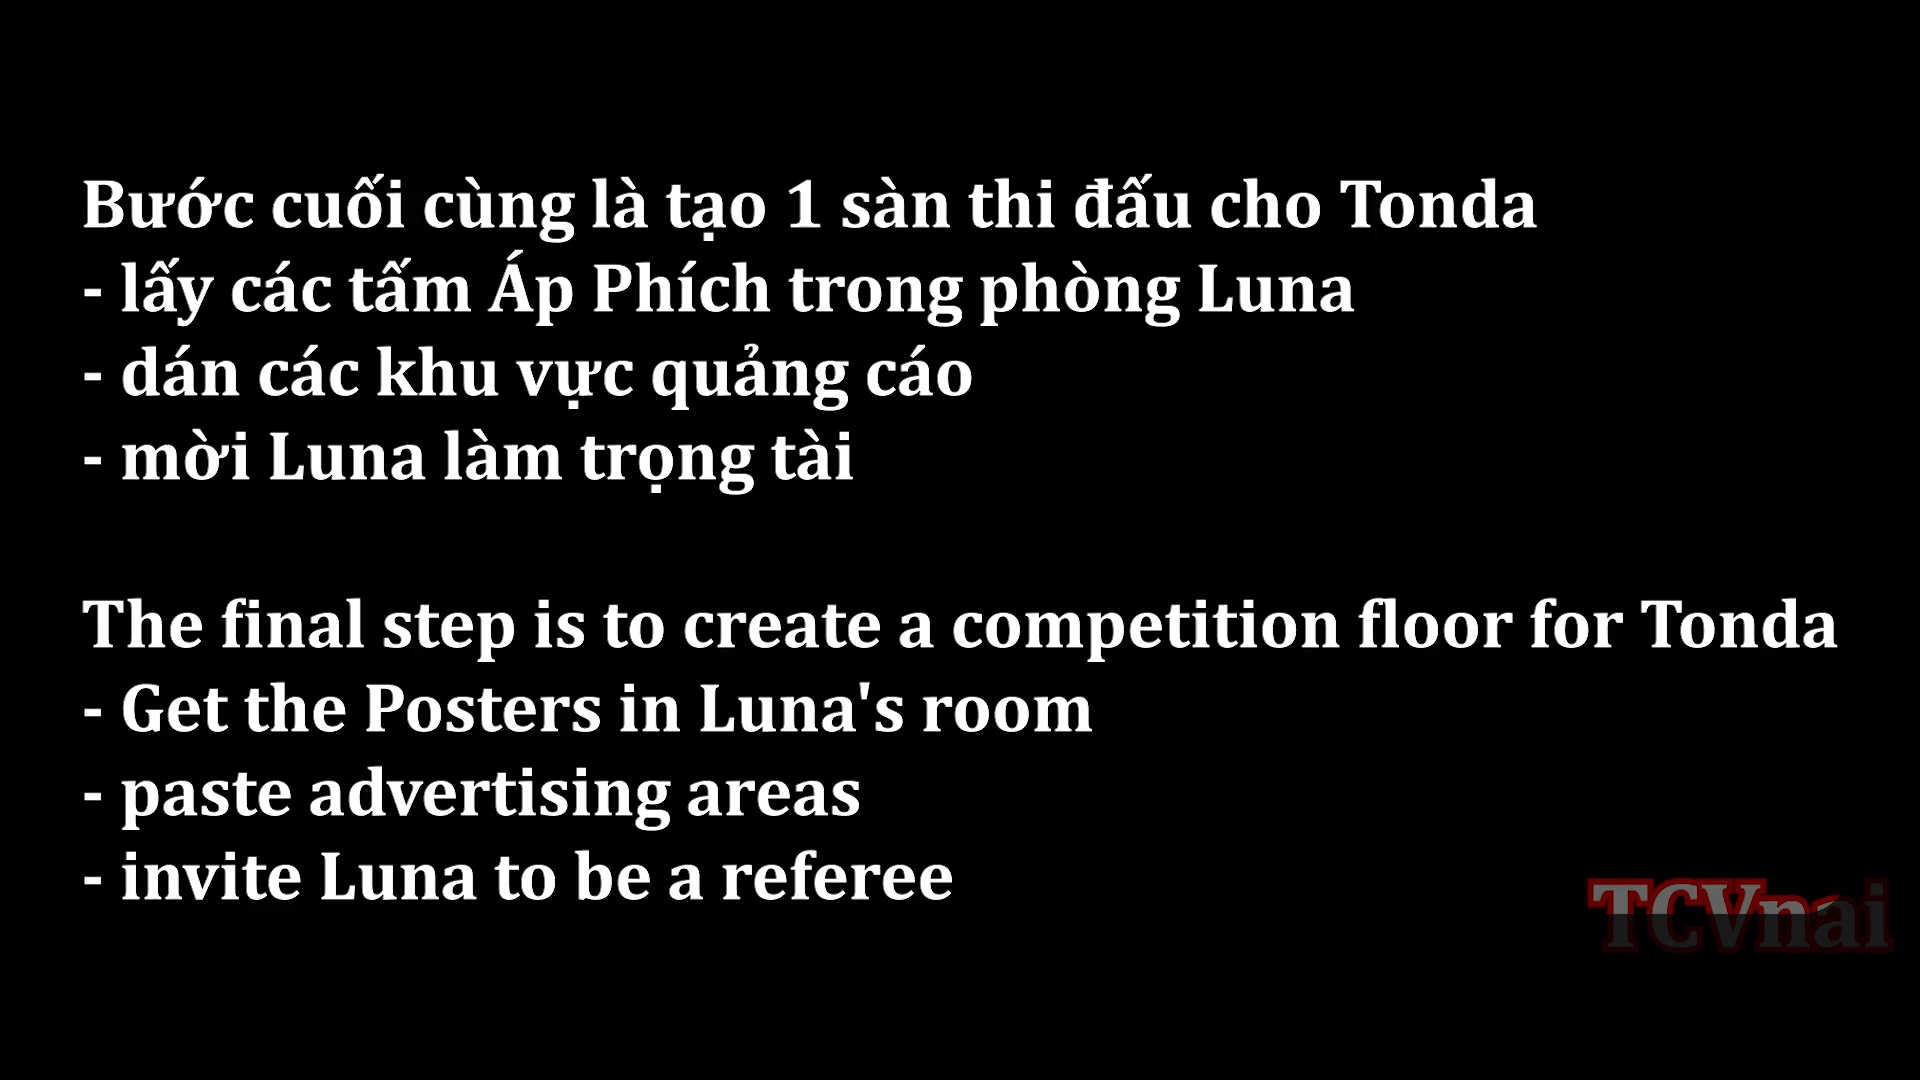 Bước cuối cùng là tạo 1 sàn thi đấu cho Tonda
- lấy các tấm Áp Phích trong phòng Luna
- dán các khu vực quảng cáo
- mời Luna làm trọng tài
The final step is to create a competition floor for Tonda
- Get the Posters in Luna's room
- paste advertising areas
- invite Luna to be a referee
TCVnai